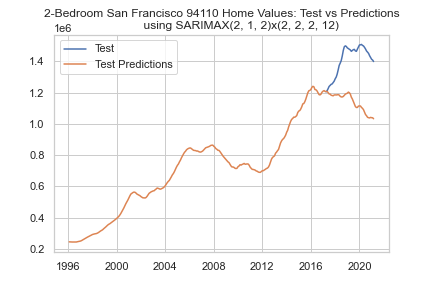 2-Bedroom San Francisco 94110 Home Values: Test vs Predictions
using SARIMAX(2, 1, 2)x(2, 2, 2, 12)
1e6
Test
Test Predictions
1.4
1.2
1.0
0.8
0.6
0.4
0.2
1996
2000
2004
2008
2012
2016
2020